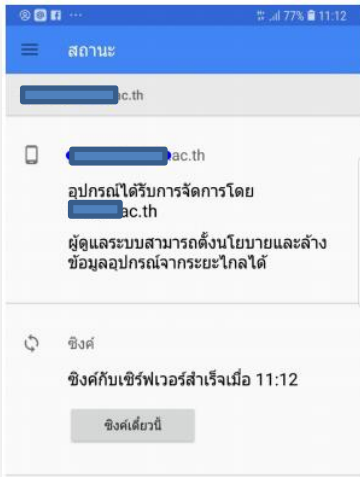 77% 11:12
สถานะ
ac.th
ac.th
อุปกรณ์ได้รับการจัดการโดย
ac.th
ผู้ดูแลระบบสามารถตั้งนโยบายและล้าง
ข้อมูลอุปกรณ์จากระยะไกลได้
ซิงค์
ซิงค์กับเซิร์ฟเวอร์สำเร็จเมื่อ 11:12
ซิงค์เดี๋ยวนี้